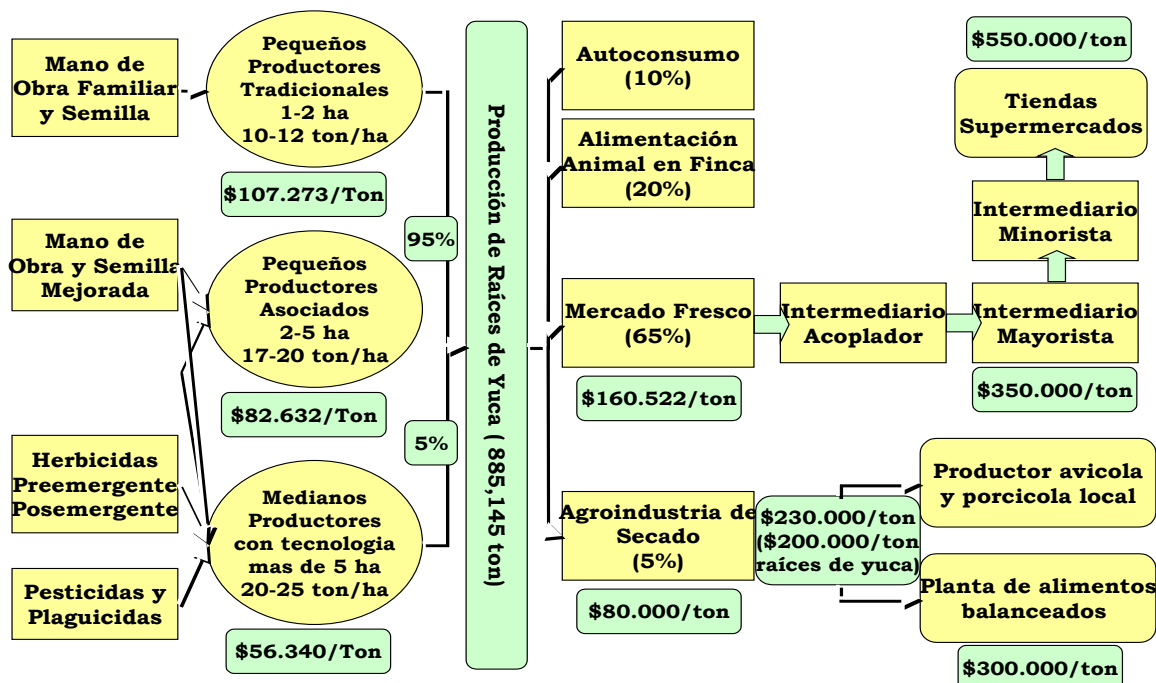 Mano de
Obra Familiar
y Semilla
Mano de
Obra y Semilla
Mejorada
Herbicidas
Preemergente
Posemergente
Pesticidas y
Plaguicidas
Pequeños
Productores
Tradicionales
1-2 ha
10-12 ton/ha
$107.273/Ton
Pequeños
Productores
Asociados
2-5 ha
17-20 ton/ha
$82.632/Ton
Medianos
Productores
con tecnologia
mas de 5 ha
20-25 ton/ha
$56.340/Ton
95%
5%
Producción de Raíces de Yuca ( 885,145 ton)
Autoconsumo
(10%)
Alimentación
Animal en Finca
(20%)
Mercado Fresco
(65%)
$160.522/ton
Agroindustria de
Secado
(5%)
$80.000/ton
Intermediario
Acoplador
Intermediario
Mayorista
$350.000/ton
Intermediario
Minorista
Tiendas
Supermercados
$550.000/ton
$230.000/ton
($200.000/ton
raíces de yuca)
Productor avicola
y porcicola local
Planta de alimentos
balanceados
$300.000/ton